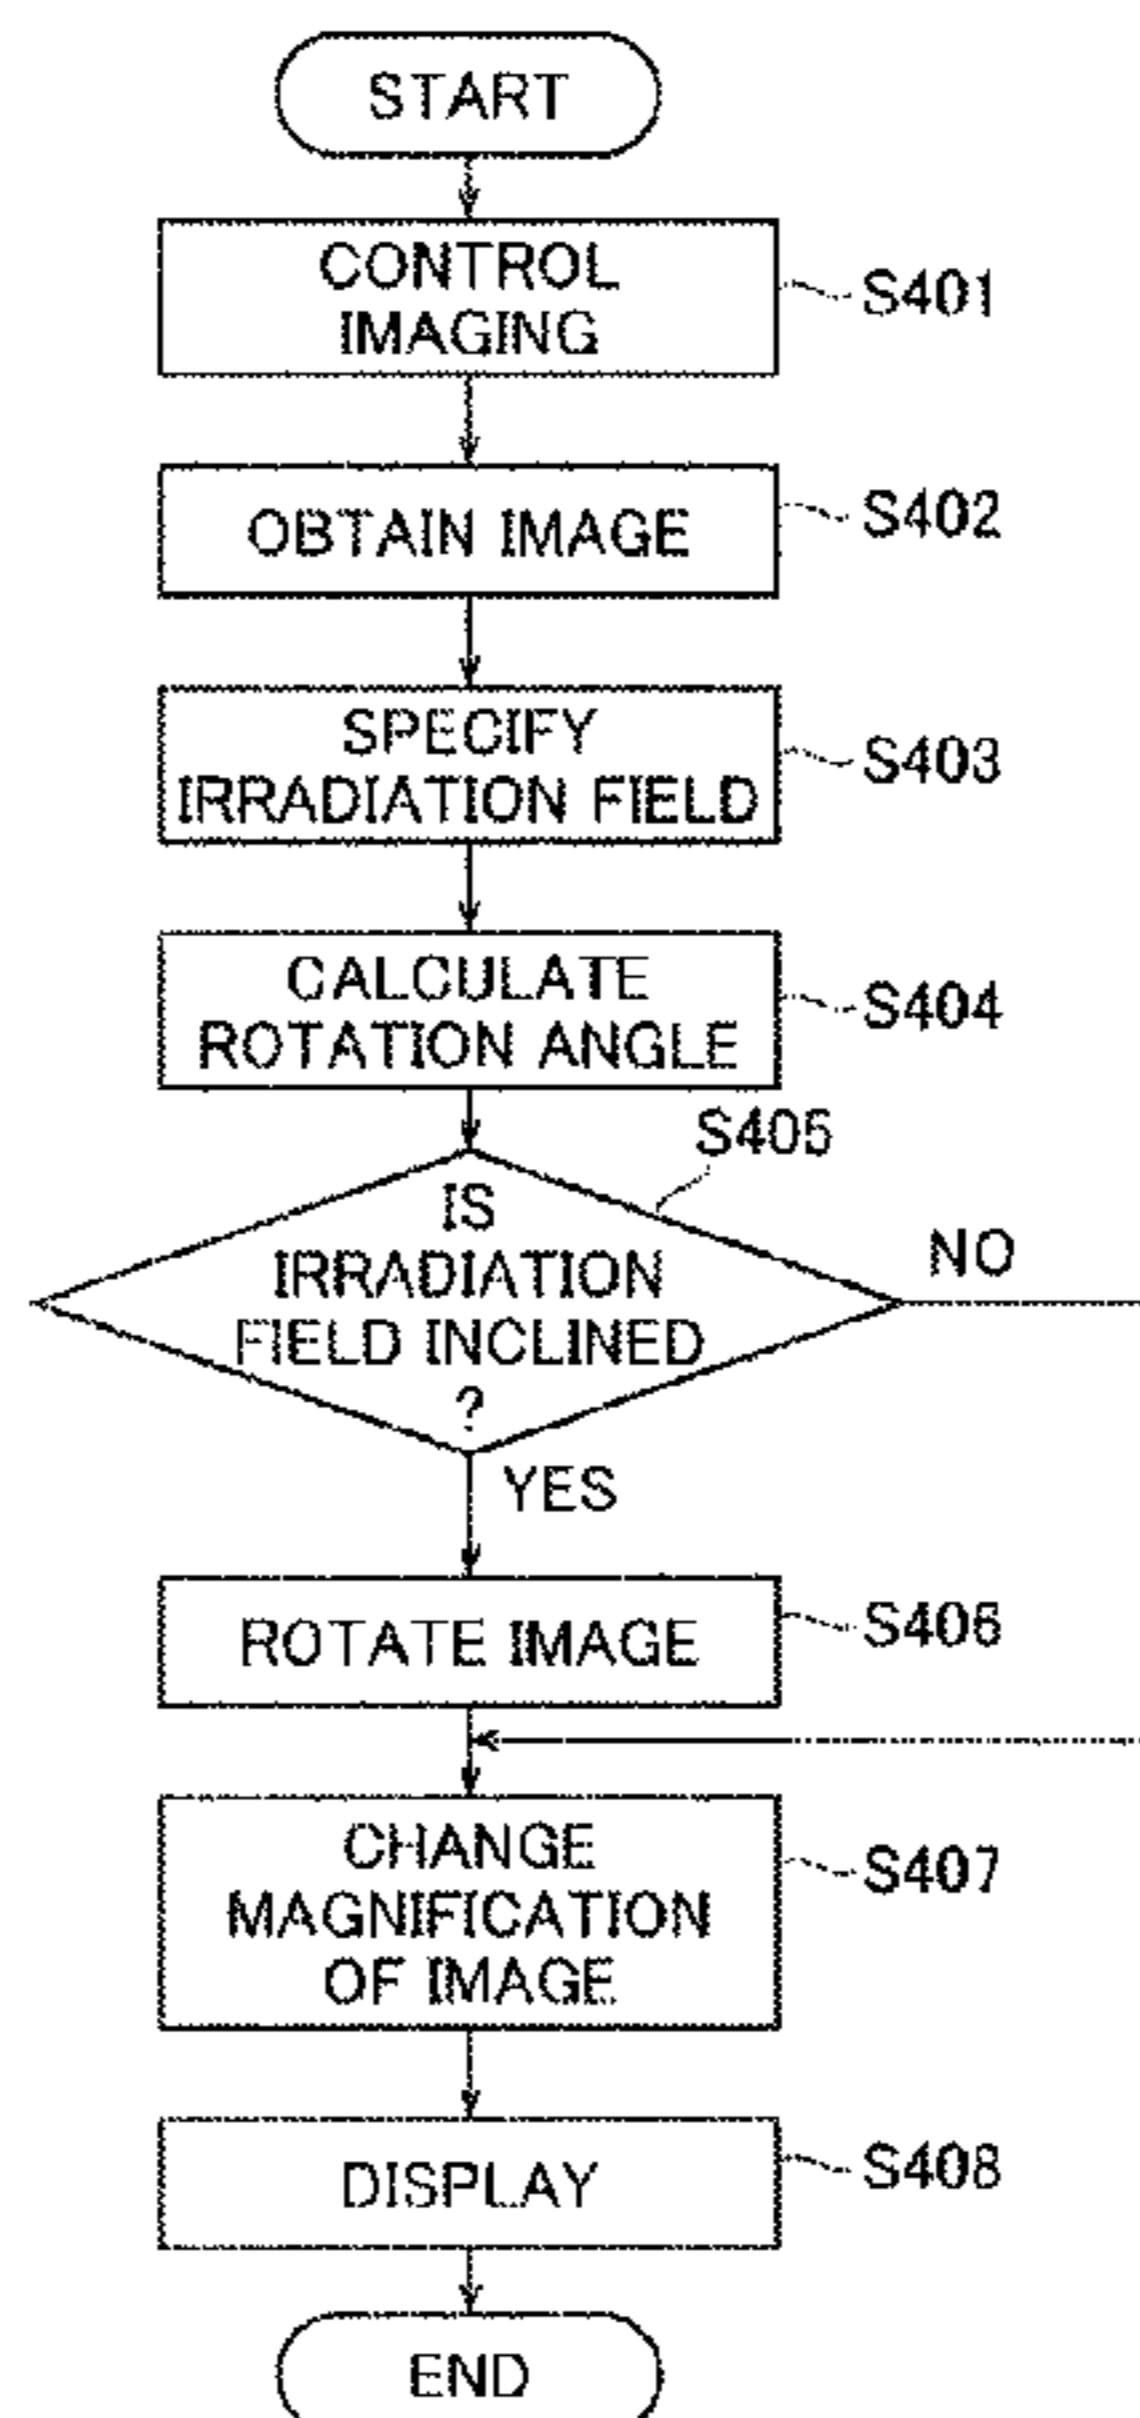 START
CONTROL
IMAGING
S401
OBTAIN IMAGE
S402
SPECIFY
IRRADIATION FIELD
S403
CALCULATE
ROTATION ANGLE
S404
S405
IS
IRRADIATION
FIELD INCLINED
?
NO
YES
ROTATE IMAGE
S406
CHANGE
MAGNIFICATION
OF IMAGE
S407
DISPLAY
S408
END